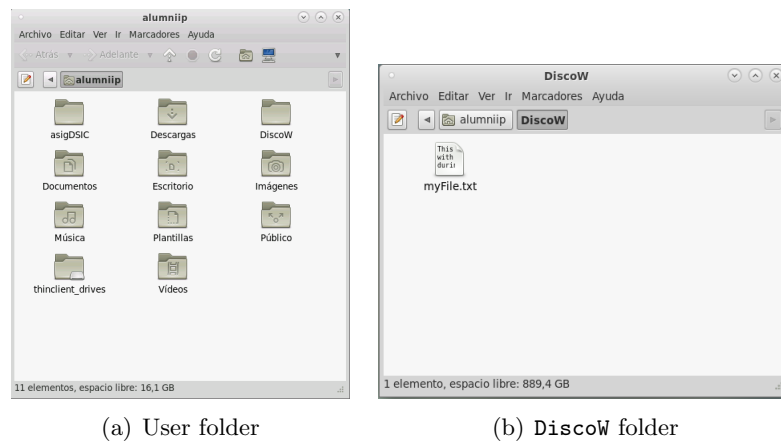 alumniip
Archivo Editar Ver Ir Marcadores Ayuda
Atrás Adelante
alumniip
asigDSIC Descargas DiscoW
Documentos Escritorio Imágenes
Música Plantillas Público
thinclient_drives Vídeos
11 elementos, espacio libre: 16,1 GB
(a) User folder
DiscoW
Archivo Editar Ver Ir Marcadores Ayuda
alumniip DiscoW
This
with
duri
myFile.txt
1 elemento, espacio libre: 889,4 GB
(b) DiscoW folder